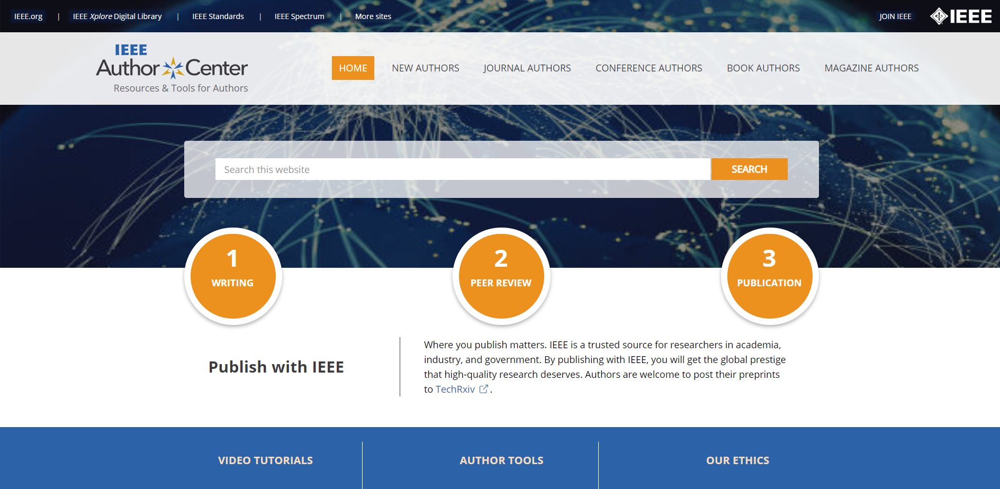 IEEE.org | IEEE Xplore Digital Library | IEEE Standards | IEEE Spectrum | More sites
JOIN IEEE
IEEE
IEEE
Author Center
Resources & Tools for Authors
HOME NEW AUTHORS JOURNAL AUTHORS CONFERENCE AUTHORS BOOK AUTHORS MAGAZINE AUTHORS
Search this website
SEARCH
1
WRITING
2
PEER REVIEW
3
PUBLICATION
Publish with IEEE
Where you publish matters. IEEE is a trusted source for researchers in academia,
industry, and government. By publishing with IEEE, you will get the global prestige
that high-quality research deserves. Authors are welcome to post their preprints
to TechRxiv .
VIDEO TUTORIALS
AUTHOR TOOLS
OUR ETHICS